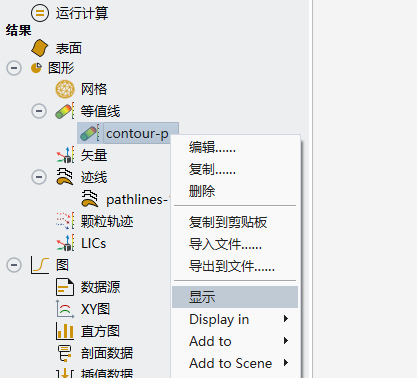 运行计算
结果
表面
图形
网格
等值线
contour-p
矢量
迹线
pathlines-
颗粒轨迹
LICs
图
数据源
XY图
直方图
剖面数据
插值数据
编辑......
复制......
删除
复制到剪贴板
导入文件......
导出到文件......
显示
Display in
Add to
Add to Scene